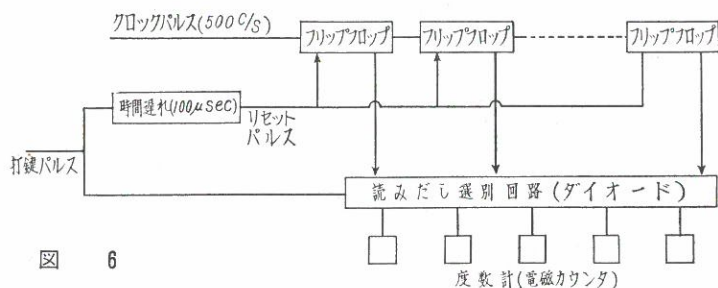 クロックパルス(500 C/S)
フリップフロップ
フリップフロップ
フリップフロップ
時間遅れ(100μsec)
リセット
パルス
打鍵パルス
読みだし選別回路(ダイオード)
度数計(電磁カウンタ)
図 6